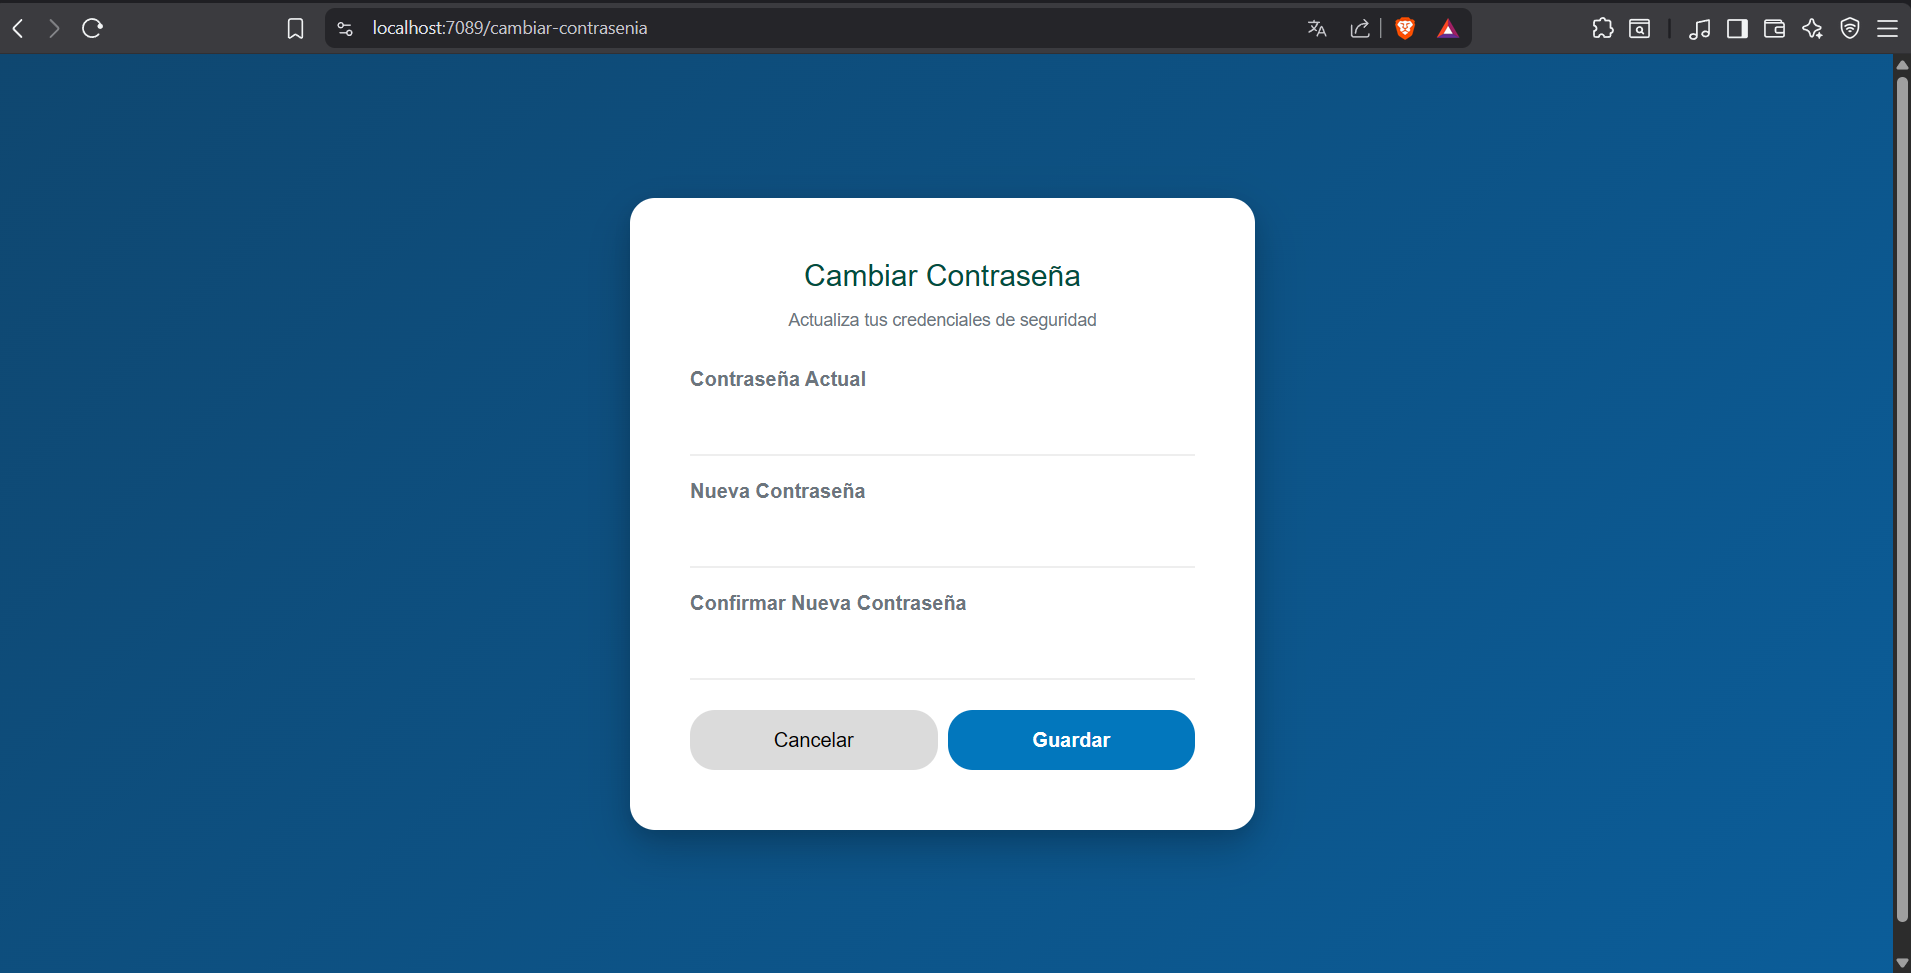 localhost:7089/cambiar-contrasenia
Cambiar Contraseña
Actualiza tus credenciales de seguridad
Contraseña Actual
Nueva Contraseña
Confirmar Nueva Contraseña
Cancelar Guardar